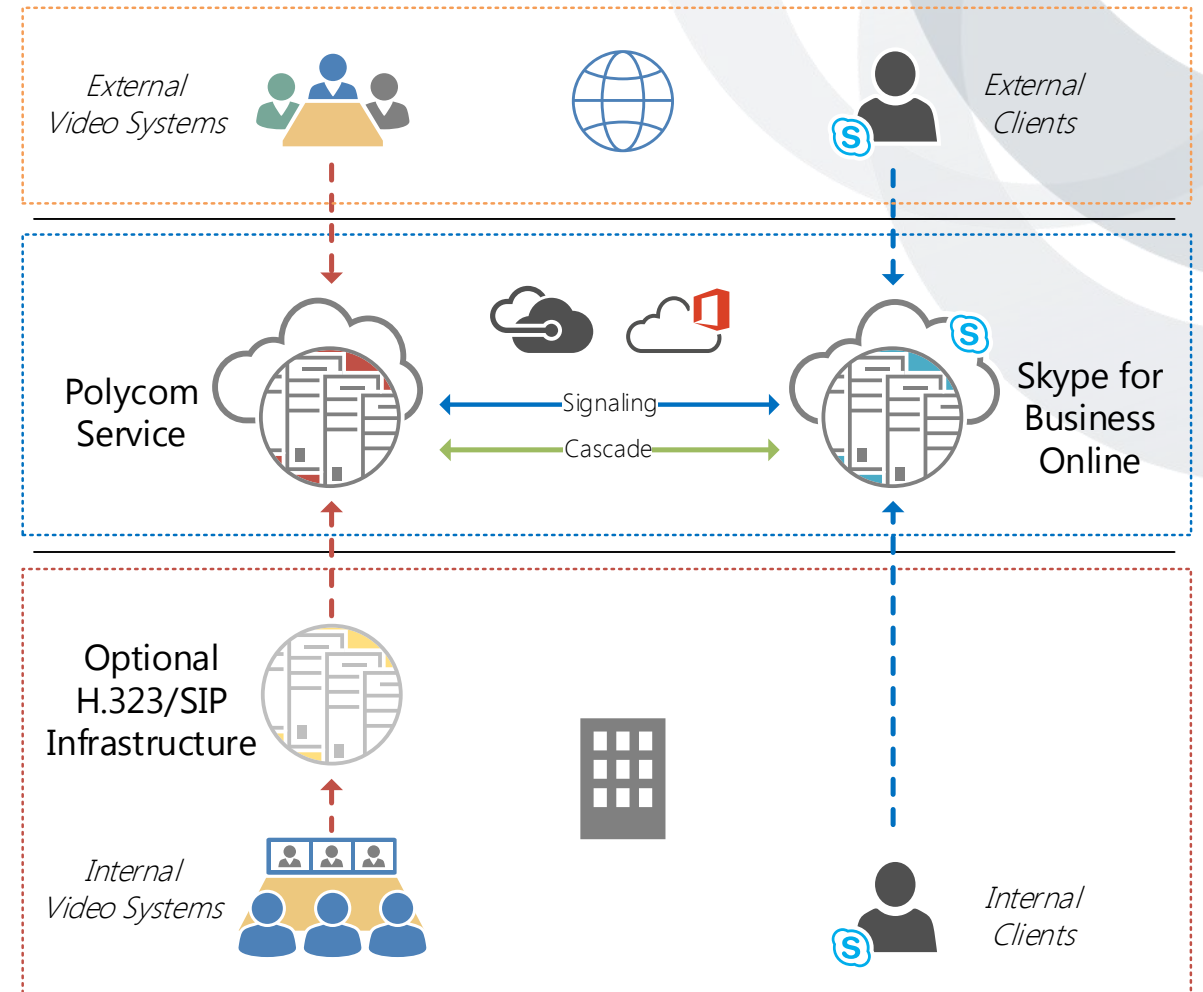 External
Video Systems
External
Clients
S
Polycom
Service
Signaling
Cascade
S
Skype for
Business
Online
Optional
H.323/SIP
Infrastructure
Internal
Video Systems
Internal
Clients
S